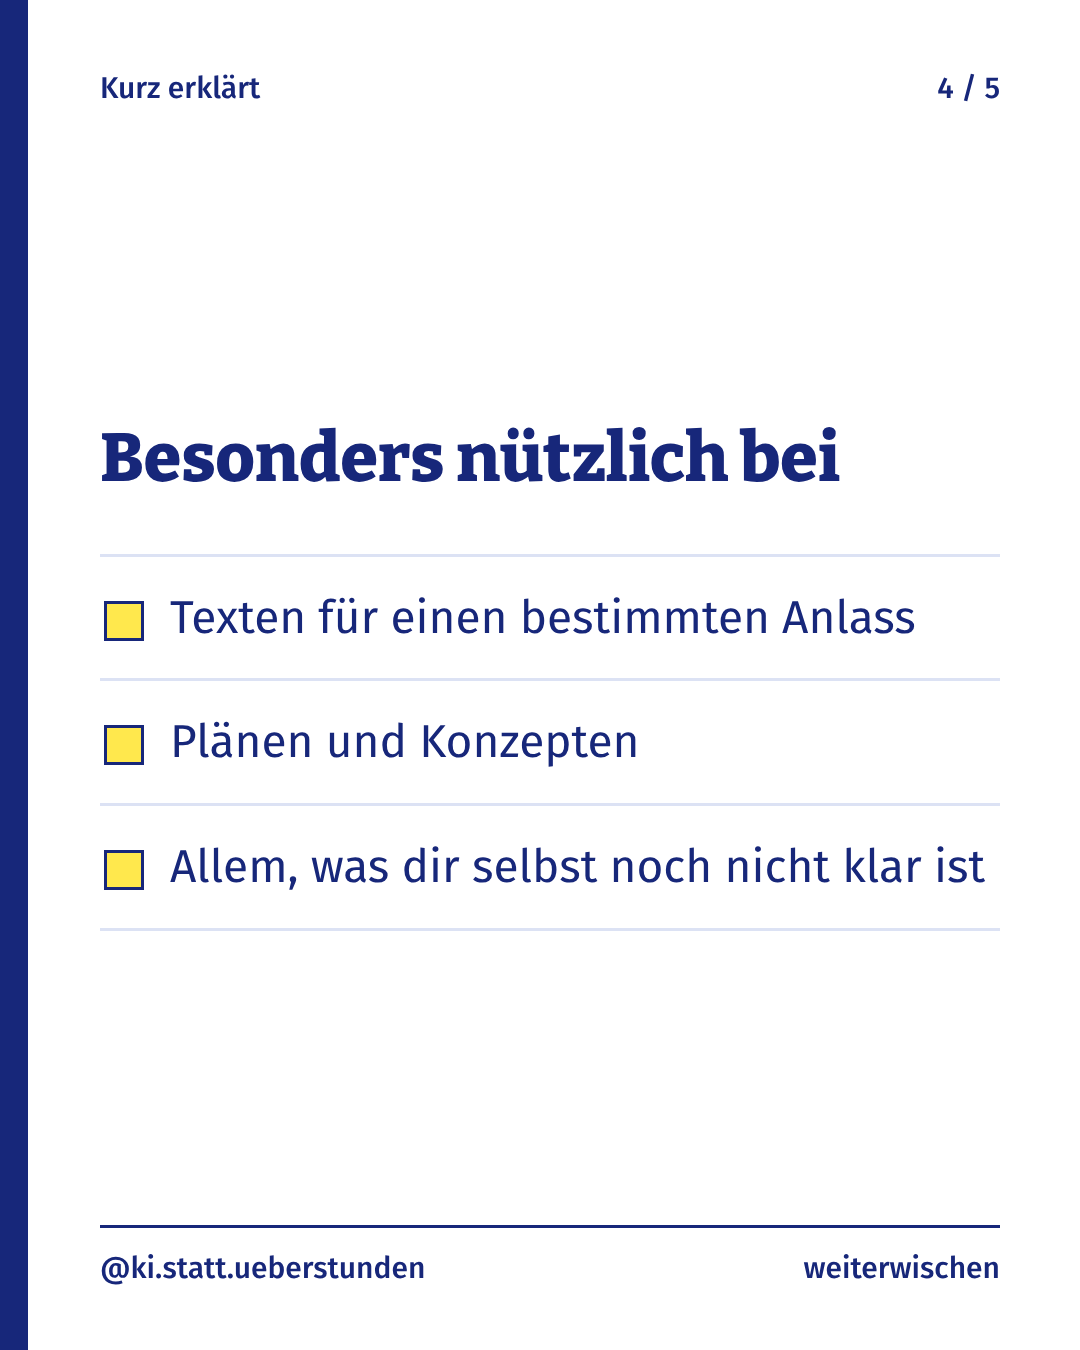 Kurz erklärt
4 / 5
Besonders nützlich bei
Texten für einen bestimmten Anlass
Plänen und Konzepten
Allem, was dir selbst noch nicht klar ist
@ki.statt.ueberstunden
weiterwischen